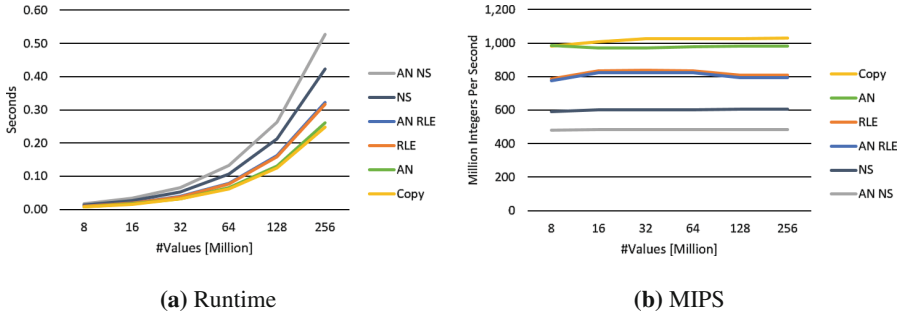 0.60
0.50
0.40
0.30
0.20
0.10
0.00
Seconds
8 16 32 64 128 256
#Values [Million]
AN NS
NS
AN RLE
RLE
AN
Copy
(a) Runtime
1,200
1,000
800
600
400
200
0
Million Integers Per Second
8 16 32 64 128 256
#Values [Million]
Copy
AN
RLE
AN RLE
NS
AN NS
(b) MIPS